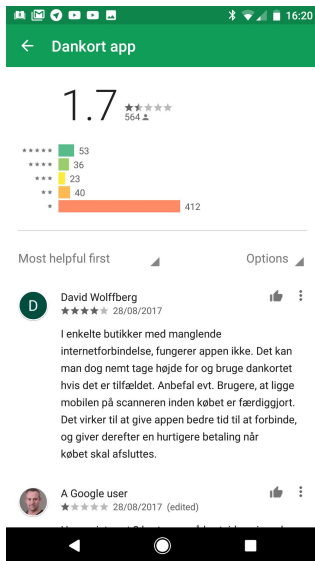 16:20
Dankort app
1.7
564
53
36
23
40
412
Most helpful first
Options
D
David Wolffberg
28/08/2017
I enkelte butikker med manglende
internetforbindelse, fungerer appen ikke. Det kan
man dog nemt tage højde for og bruge dankortet
hvis det er tilfældet. Anbefal evt. Brugere, at ligge
mobilen på scanneren inden købet er færdiggjort.
Det virker til at give appen bedre tid til at forbinde,
og giver derefter en hurtigere betaling når
købet skal afsluttes.
A Google user
28/08/2017 (edited)